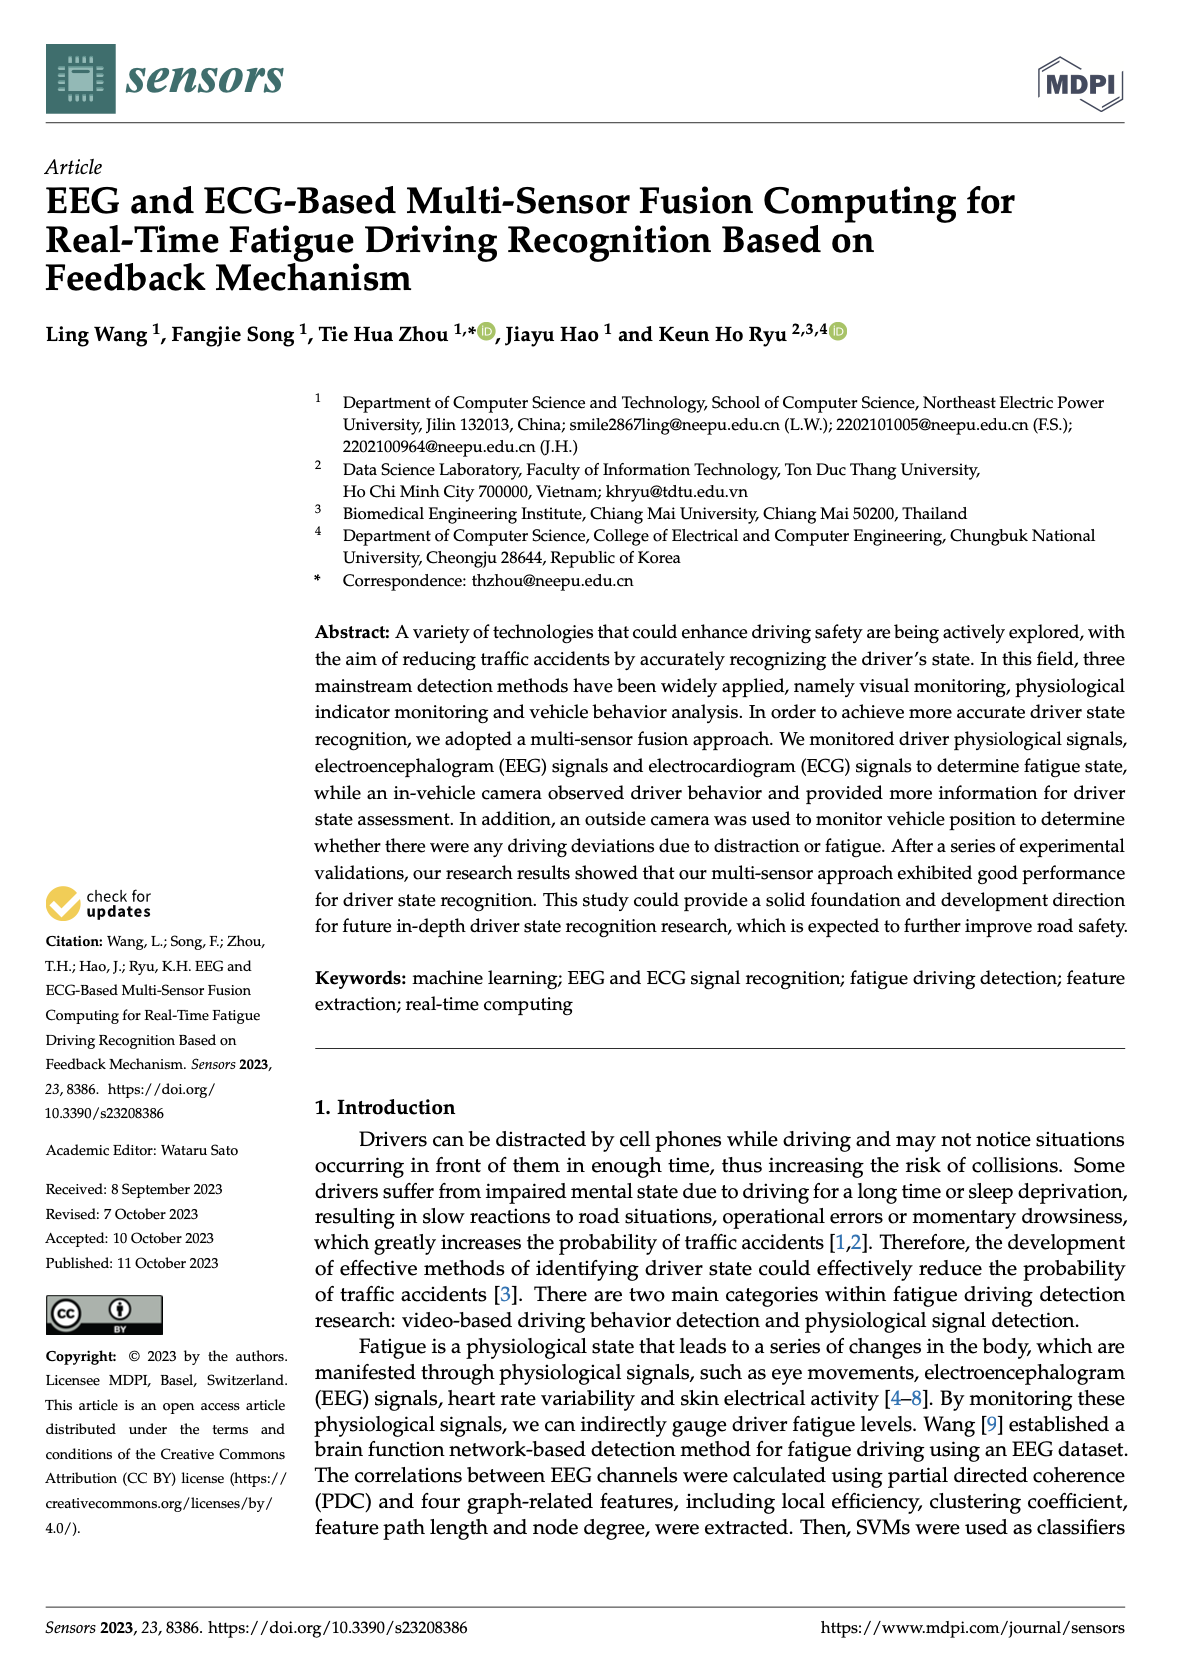 sensors
MDPI
Article
EEG and ECG-Based Multi-Sensor Fusion Computing for
Real-Time Fatigue Driving Recognition Based on
Feedback Mechanism
Ling Wang 1, Fangjie Song 1, Tie Hua Zhou 1,* iD, Jiayu Hao 1 and Keun Ho Ryu 2,3,4 iD
1 Department of Computer Science and Technology, School of Computer Science, Northeast Electric Power
University, Jilin 132013, China; smile2867ling@neepu.edu.cn (L.W.); 2202101005@neepu.edu.cn (F.S.);
2202100964@neepu.edu.cn (J.H.)
2 Data Science Laboratory, Faculty of Information Technology, Ton Duc Thang University,
Ho Chi Minh City 700000, Vietnam; khryu@tdtu.edu.vn
3 Biomedical Engineering Institute, Chiang Mai University, Chiang Mai 50200, Thailand
4 Department of Computer Science, College of Electrical and Computer Engineering, Chungbuk National
University, Cheongju 28644, Republic of Korea
* Correspondence: thzhou@neepu.edu.cn
Abstract: A variety of technologies that could enhance driving safety are being actively explored, with
the aim of reducing traffic accidents by accurately recognizing the driver's state. In this field, three
mainstream detection methods have been widely applied, namely visual monitoring, physiological
indicator monitoring and vehicle behavior analysis. In order to achieve more accurate driver state
recognition, we adopted a multi-sensor fusion approach. We monitored driver physiological signals,
electroencephalogram (EEG) signals and electrocardiogram (ECG) signals to determine fatigue state,
while an in-vehicle camera observed driver behavior and provided more information for driver
state assessment. In addition, an outside camera was used to monitor vehicle position to determine
whether there were any driving deviations due to distraction or fatigue. After a series of experimental
validations, our research results showed that our multi-sensor approach exhibited good performance
for driver state recognition. This study could provide a solid foundation and development direction
for future in-depth driver state recognition research, which is expected to further improve road safety.
Keywords: machine learning; EEG and ECG signal recognition; fatigue driving detection; feature
extraction; real-time computing
check for
updates
Citation: Wang, L.; Song, F.; Zhou,
T.H.; Hao, J.; Ryu, K.H. EEG and
ECG-Based Multi-Sensor Fusion
Computing for Real-Time Fatigue
Driving Recognition Based on
Feedback Mechanism. Sensors 2023,
23, 8386. https://doi.org/
10.3390/s23208386
Academic Editor: Wataru Sato
Received: 8 September 2023
Revised: 7 October 2023
Accepted: 10 October 2023
Published: 11 October 2023
CC BY
Copyright: © 2023 by the authors.
Licensee MDPI, Basel, Switzerland.
This article is an open access article
distributed under the terms and
conditions of the Creative Commons
Attribution (CC BY) license (https://
creativecommons.org/licenses/by/
4.0/).
1. Introduction
Drivers can be distracted by cell phones while driving and may not notice situations
occurring in front of them in enough time, thus increasing the risk of collisions. Some
drivers suffer from impaired mental state due to driving for a long time or sleep deprivation,
resulting in slow reactions to road situations, operational errors or momentary drowsiness,
which greatly increases the probability of traffic accidents [1,2]. Therefore, the development
of effective methods of identifying driver state could effectively reduce the probability
of traffic accidents [3]. There are two main categories within fatigue driving detection
research: video-based driving behavior detection and physiological signal detection.
Fatigue is a physiological state that leads to a series of changes in the body, which are
manifested through physiological signals, such as eye movements, electroencephalogram
(EEG) signals, heart rate variability and skin electrical activity [4–8]. By monitoring these
physiological signals, we can indirectly gauge driver fatigue levels. Wang [9] established a
brain function network-based detection method for fatigue driving using an EEG dataset.
The correlations between EEG channels were calculated using partial directed coherence
(PDC) and four graph-related features, including local efficiency, clustering coefficient,
feature path length and node degree, were extracted. Then, SVMs were used as classifiers
Sensors 2023, 23, 8386. https://doi.org/10.3390/s23208386
https://www.mdpi.com/journal/sensors